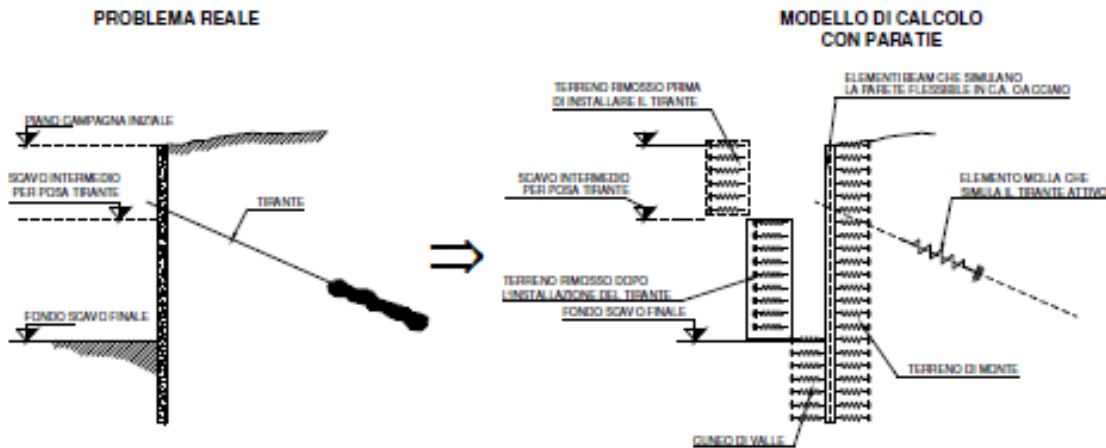 PROBLEMA REALE
PIANO CAMPAGNA INIZIALE
SCAVO INTERMEDIO
PER POSA TIRANTE
TIRANTE
FONDO SCAVO FINALE
MODELLO DI CALCOLO
CON PARATIE
TERRENO RIMOSSO PRIMA
DI INSTALLARE IL TIRANTE
ELEMENTI BEAM CHE SIMULANO
LA PARETE FLESSIBILE IN C.A. OACCIAIO
SCAVO INTERMEDIO
PER POSA TIRANTE
ELEMENTO MOLLA CHE
SIMULA IL TIRANTE ATTIVO
TERRENO RIMOSSO DOPO
L'INSTALLAZIONE DEL TIRANTE
FONDO SCAVO FINALE
TERRENO DI MONTE
CUNEO DI VALLE